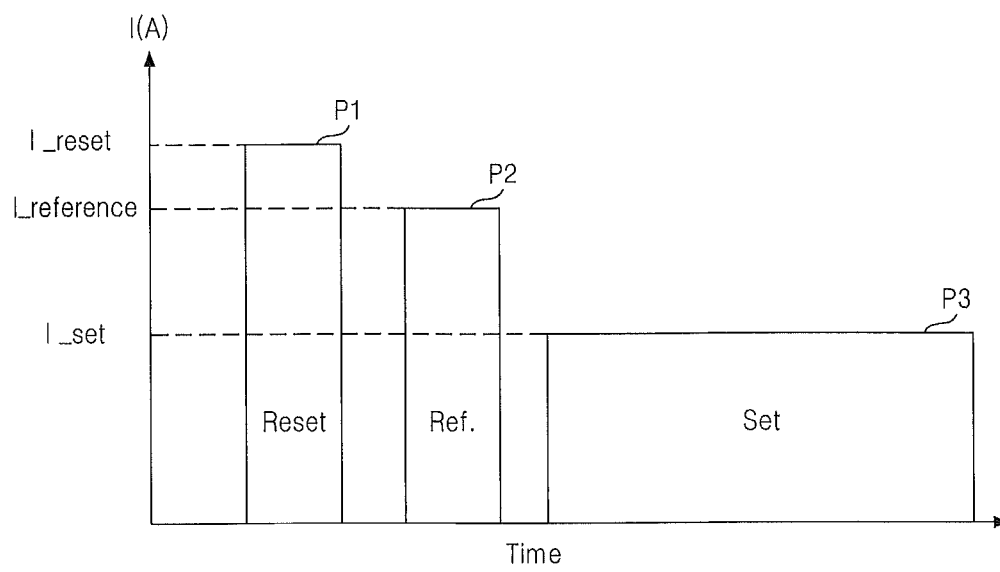 I(A)
P1
I_reset
P2
I_reference
P3
I_set
Reset
Ref.
Set
Time